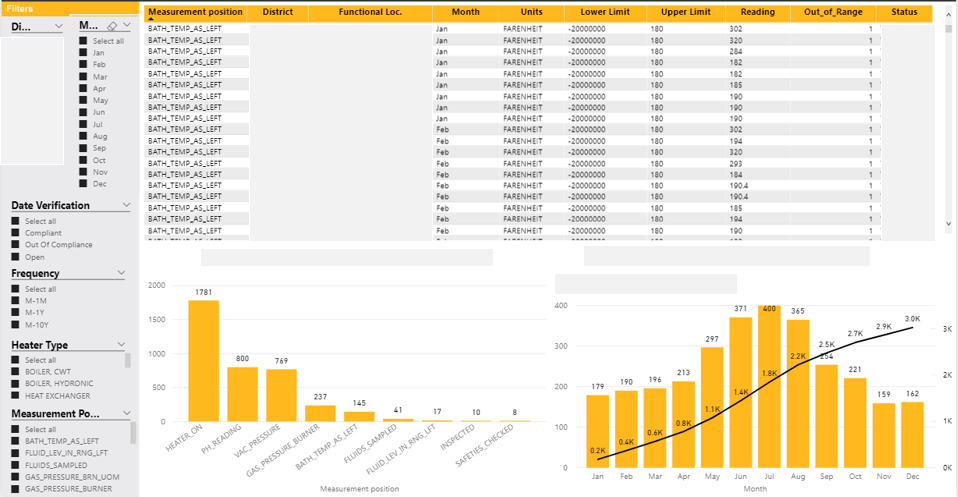 Filters
Di...
M...
Select all
Jan
Feb
Mar
Apr
May
Jun
Jul
Aug
Sep
Oct
Nov
Dec
Date Verification
Select all
Compliant
Out Of Compliance
Open
Frequency
M-1M
M-1Y
M-10Y
Heater Type
Select all
BOILER, CWT
BOILER, HYDRONIC
HEAT EXCHANGER
Measurement Po...
Select all
BATH_TEMP_AS_LEFT
FLUID_LEV_IN_RNG_LFT
FLUIDS_SAMPLED
GAS_PRESSURE_BRN_UOM
GAS_PRESSURE_BURNER
Measurement position District Functional Loc. Month Units Lower Limit Upper Limit Reading Out_of_Range Status
BATH_TEMP_AS_LEFT Jan FARENHEIT -20000000 180 302 1
BATH_TEMP_AS_LEFT Jan FARENHEIT -20000000 180 320 1
BATH_TEMP_AS_LEFT Jan FARENHEIT -20000000 180 284 1
BATH_TEMP_AS_LEFT Jan FARENHEIT -20000000 180 182 1
BATH_TEMP_AS_LEFT Jan FARENHEIT -20000000 180 182 1
BATH_TEMP_AS_LEFT Jan FARENHEIT -20000000 180 185 1
BATH_TEMP_AS_LEFT Jan FARENHEIT -20000000 180 190 1
BATH_TEMP_AS_LEFT Jan FARENHEIT -20000000 180 190 1
BATH_TEMP_AS_LEFT Jan FARENHEIT -20000000 180 190 1
BATH_TEMP_AS_LEFT Feb FARENHEIT -20000000 180 302 1
BATH_TEMP_AS_LEFT Feb FARENHEIT -20000000 180 194 1
BATH_TEMP_AS_LEFT Feb FARENHEIT -20000000 180 320 1
BATH_TEMP_AS_LEFT Feb FARENHEIT -20000000 180 293 1
BATH_TEMP_AS_LEFT Feb FARENHEIT -20000000 180 184 1
BATH_TEMP_AS_LEFT Feb FARENHEIT -20000000 180 190.4 1
BATH_TEMP_AS_LEFT Feb FARENHEIT -20000000 180 190.4 1
BATH_TEMP_AS_LEFT Feb FARENHEIT -20000000 180 185 1
BATH_TEMP_AS_LEFT Feb FARENHEIT -20000000 180 194 1
BATH_TEMP_AS_LEFT Feb FARENHEIT -20000000 180 185 1
2000
1500
1000
500
0
1781
800
769
237
145
41
17
10
8
HEATER_ON
PH_READING
VAC_PRESSURE
GAS_PRESSURE_BURNER
BATH_TEMP_AS_LEFT
FLUIDS_SAMPLED
FLUID_LEV_IN_RNG_LFT
INSPECTED
SAFETIES_CHECKED
Measurement position
400
300
200
100
0
179 190 196 213 297 371 400 365 254 221 159 162
0.2K 0.4K 0.6K 0.8K 1.1K 1.4K 1.8K 2.2K 2.5K 2.7K 2.9K 3.0K
3K
2K
1K
0K
Jan Feb Mar Apr May Jun Jul Aug Sep Oct Nov Dec
Month